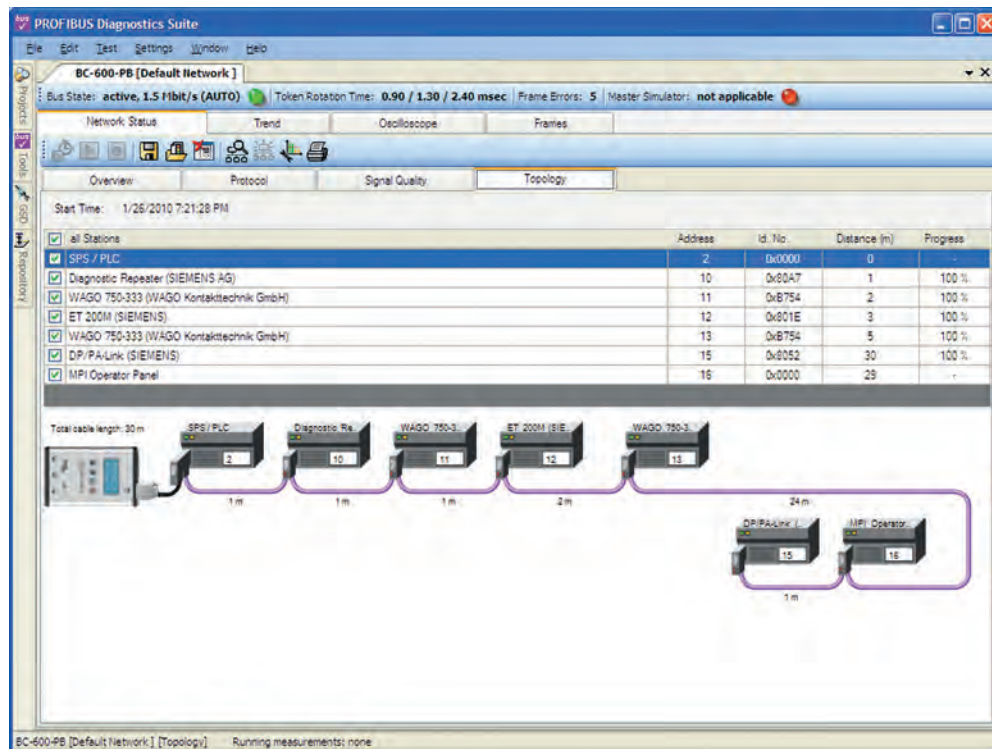 PROFIBUS Diagnostics Suite
File Edit Test Settings Window Help
BC-600-PB [Default Network ]
Bus State: active, 1.5 Mbit/s (AUTO) Token Rotation Time: 0.90 / 1.30 / 2.40 msec Frame Errors: 5 Master Simulator: not applicable
Network Status Trend Oscilloscope Frames
Overview Protocol Signal Quality Topology
Projects
bus Tools
GSD
Repository
Start Time: 1/26/2010 7:21:28 PM
all Stations Address Id. No. Distance (m) Progress
SPS / PLC 2 0x0000 0 -
Diagnostic Repeater (SIEMENS AG) 10 0x80A7 1 100 %
WAGO 750-333 (WAGO Kontakttechnik GmbH) 11 0xB754 2 100 %
ET 200M (SIEMENS) 12 0x801E 3 100 %
WAGO 750-333 (WAGO Kontakttechnik GmbH) 13 0xB754 5 100 %
DP/PA-Link (SIEMENS) 15 0x8052 30 100 %
MPI Operator Panel 16 0x0000 29 -
Total cable length: 30 m
SPS / PLC Diagnostic Re.. WAGO 750-3.. ET 200M (SIE.. WAGO 750-3..
2 10 11 12 13
1 m 1 m 1 m 2 m 24 m
DP/PA-Link (.. MPI Operator..
15 16
1 m
BC-600-PB [Default Network ] [Topology] Running measurements: none